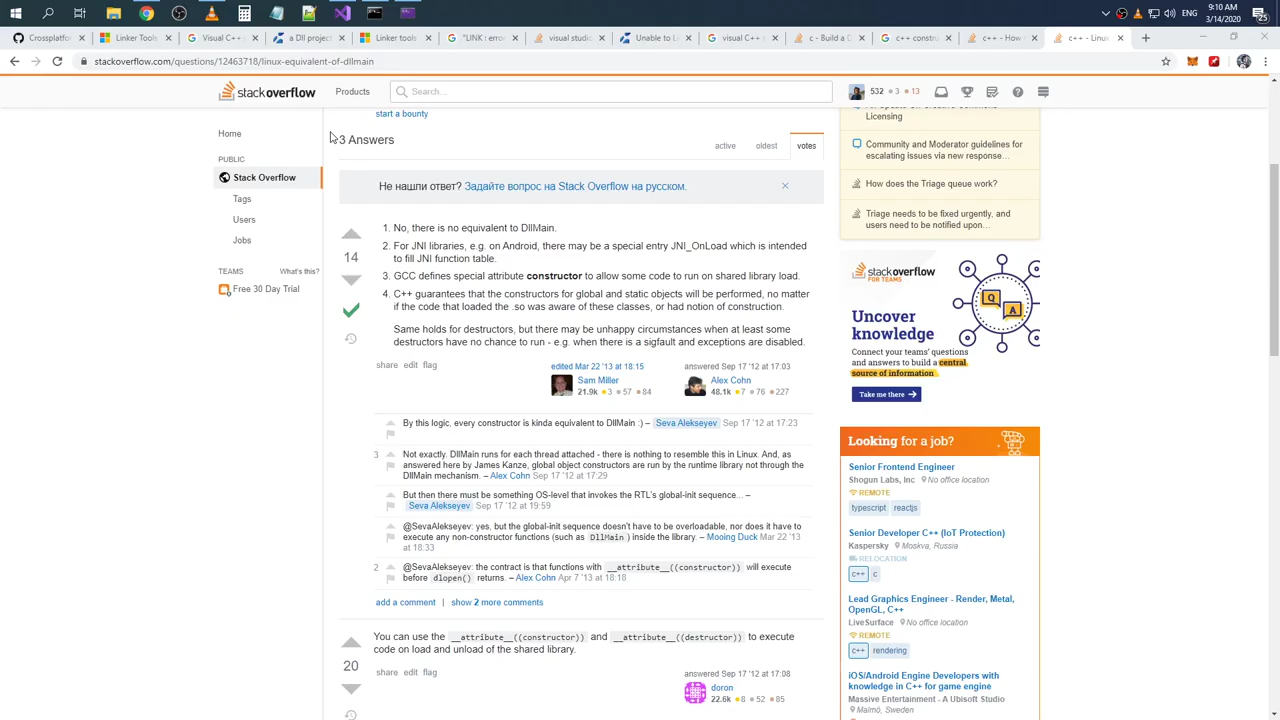 9:10 AM
ENG
3/14/2020
25
Crossplatfor
Linker Tools
Visual C++
a Dll project
Linker tools
"LINK : error
visual studio
Unable to L
visual C++
c - Build a D
c++ constru
c++ - How
c++ - Linux
stackoverflow.com/questions/12463718/linux-equivalent-of-dllmain
stackoverflow
Products
Search...
532 3 13
start a bounty
3 Answers
active
oldest
votes
Home
PUBLIC
Stack Overflow
Tags
Users
Jobs
TEAMS
What's this?
Free 30 Day Trial
Не нашли ответ? Задайте вопрос на Stack Overflow на русском.
14
1. No, there is no equivalent to DllMain.
2. For JNI libraries, e.g. on Android, there may be a special entry JNI_OnLoad which is intended
to fill JNI function table.
3. GCC defines special attribute constructor to allow some code to run on shared library load.
4. C++ guarantees that the constructors for global and static objects will be performed, no matter
if the code that loaded the .so was aware of these classes, or had notion of construction.
Same holds for destructors, but there may be unhappy circumstances when at least some
destructors have no chance to run - e.g. when there is a sigfault and exceptions are disabled.
share edit flag
edited Mar 22 '13 at 18:15
Sam Miller
21.9k 3 57 84
answered Sep 17 '12 at 17:03
Alex Cohn
48.1k 7 76 227
By this logic, every constructor is kinda equivalent to DllMain :) – Seva Alekseyev Sep 17 '12 at 17:23
3
Not exactly. DllMain runs for each thread attached - there is nothing to resemble this in Linux. And, as
answered here by James Kanze, global object constructors are run by the runtime library not through the
DllMain mechanism. – Alex Cohn Sep 17 '12 at 17:29
But then there must be something OS-level that invokes the RTL's global-init sequence... –
Seva Alekseyev Sep 17 '12 at 19:59
@SevaAlekseyev: yes, but the global-init sequence doesn't have to be overloadable, nor does it have to
execute any non-constructor functions (such as DllMain) inside the library. – Mooing Duck Mar 22 '13
at 18:33
2
@SevaAlekseyev: the contract is that functions with __attribute__((constructor)) will execute
before dlopen() returns. – Alex Cohn Apr 7 '13 at 18:18
add a comment | show 2 more comments
20
You can use the __attribute__((constructor)) and __attribute__((destructor)) to execute
code on load and unload of the shared library.
share edit flag
answered Sep 17 '12 at 17:08
doron
22.6k 8 52 85
Licensing
Community and Moderator guidelines for
escalating issues via new response…
How does the Triage queue work?
Triage needs to be fixed urgently, and
users need to be notified upon…
stackoverflow
FOR TEAMS
Q
A
Uncover
knowledge
Connect your teams' questions
and answers to build a central
source of information
Take me there
Looking for a job?
Senior Frontend Engineer
Shogun Labs, Inc No office location
REMOTE
typescript reactjs
Senior Developer C++ (IoT Protection)
Kaspersky Moskva, Russia
RELOCATION
c++ c
Lead Graphics Engineer - Render, Metal,
OpenGL, C++
LiveSurface No office location
REMOTE
c++ rendering
iOS/Android Engine Developers with
knowledge in C++ for game engine
Massive Entertainment - A Ubisoft Studio
Malmö, Sweden